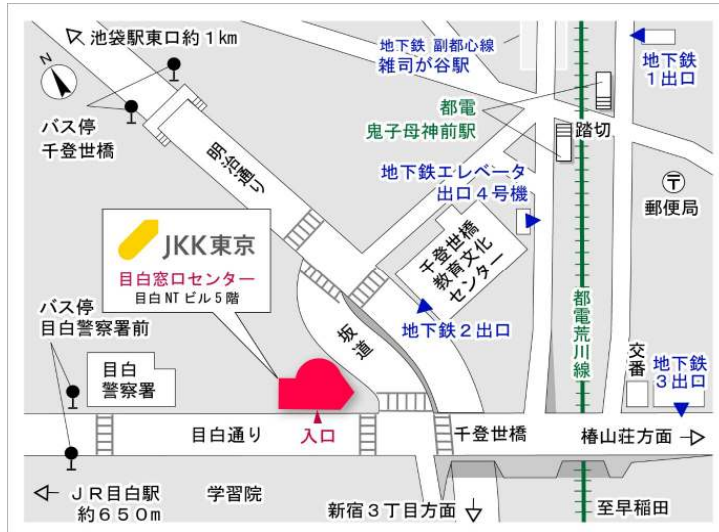 池袋駅東口約1km
N
バス停
千登世橋
明治通り
地下鉄 副都心線
雑司が谷駅
地下鉄
1出口
都電
鬼子母神前駅
踏切
地下鉄エレベータ
出口4号機
〒
郵便局
JKK東京
目白窓口センター
目白NTビル5階
千登世橋
教育文化
センター
バス停
目白警察署前
地下鉄2出口
坂道
都電荒川線
目白
警察署
交番
地下鉄
3出口
目白通り
入口
千登世橋
椿山荘方面
JR目白駅
約650m
学習院
新宿3丁目方面
至早稲田